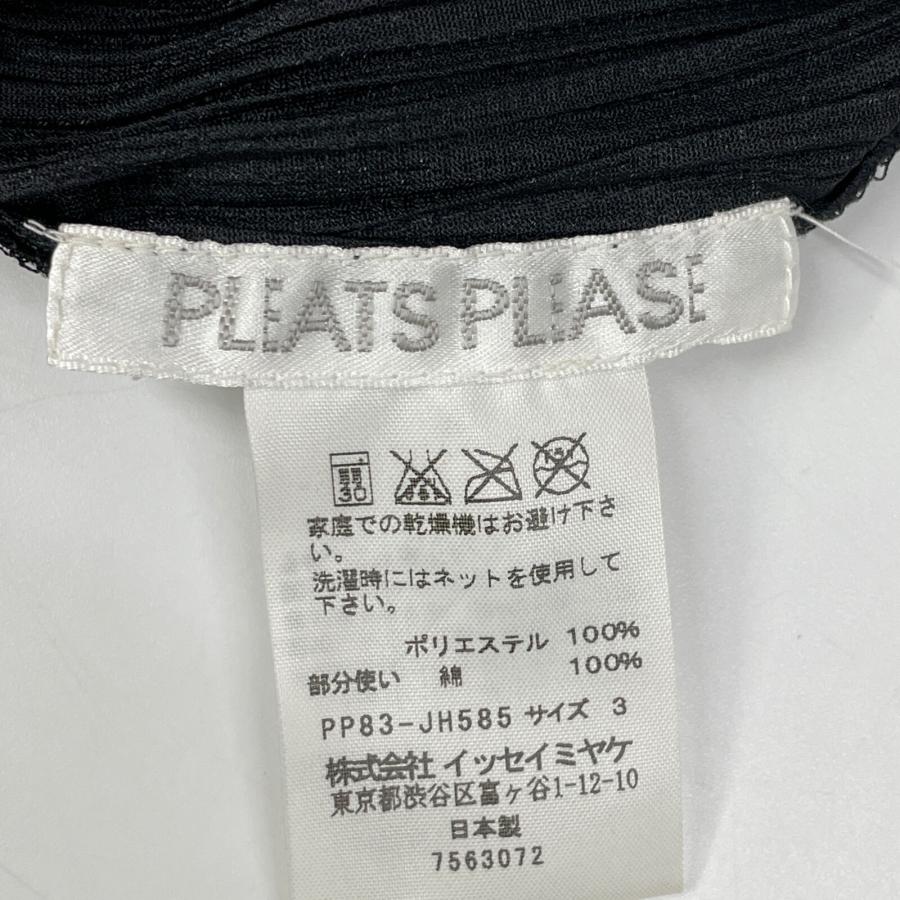 PLEATS PLEASE
弱
30
家庭での乾燥機はお避け下さ
い。
洗濯時にはネットを使用して
下さい。
ポリエステル 100%
部分使い 綿 100%
PP83-JH585 サイズ 3
株式会社 イッセイミヤケ
東京都渋谷区富ヶ谷1-12-10
日本製
7563072